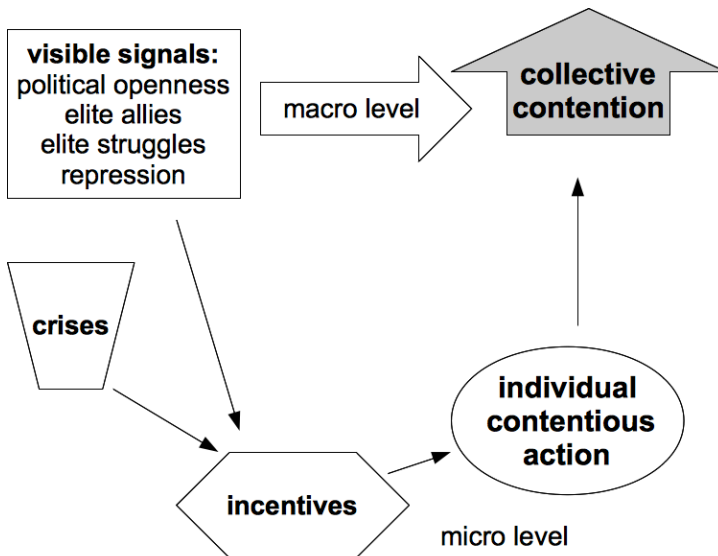 visible signals:
political openness
elite allies
elite struggles
repression
macro level
collective
contention
crises
individual
contentious
action
incentives
micro level